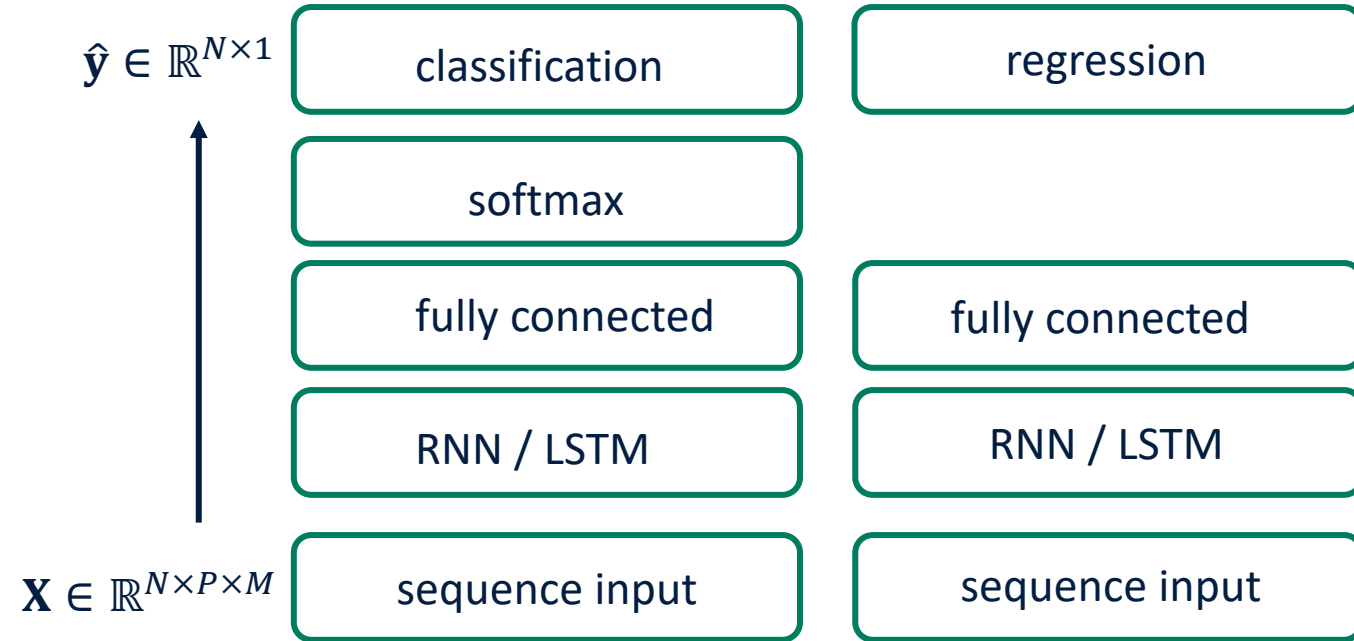 ŷ ∈ ℝ^{N×1}
classification
regression
softmax
fully connected
fully connected
RNN / LSTM
RNN / LSTM
X ∈ ℝ^{N×P×M}
sequence input
sequence input